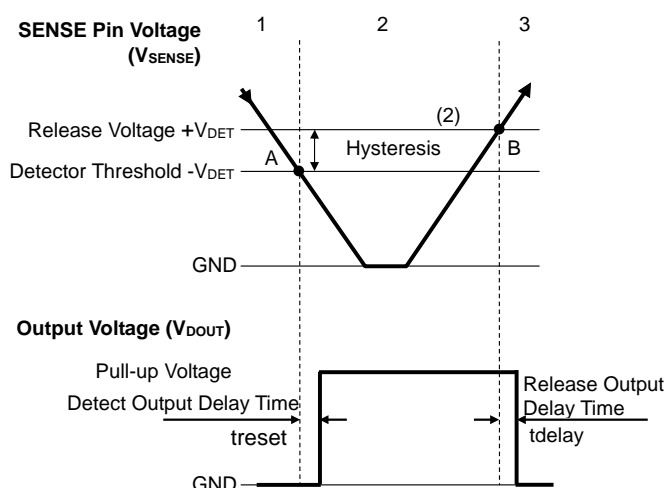 SENSE Pin Voltage
(VSENSE)
1
2
3
Release Voltage +VDET
(2)
A
Hysteresis
B
Detector Threshold -VDET
GND
Output Voltage (VDOUT)
Pull-up Voltage
Detect Output Delay Time
treset
Release Output
Delay Time
tdelay
GND